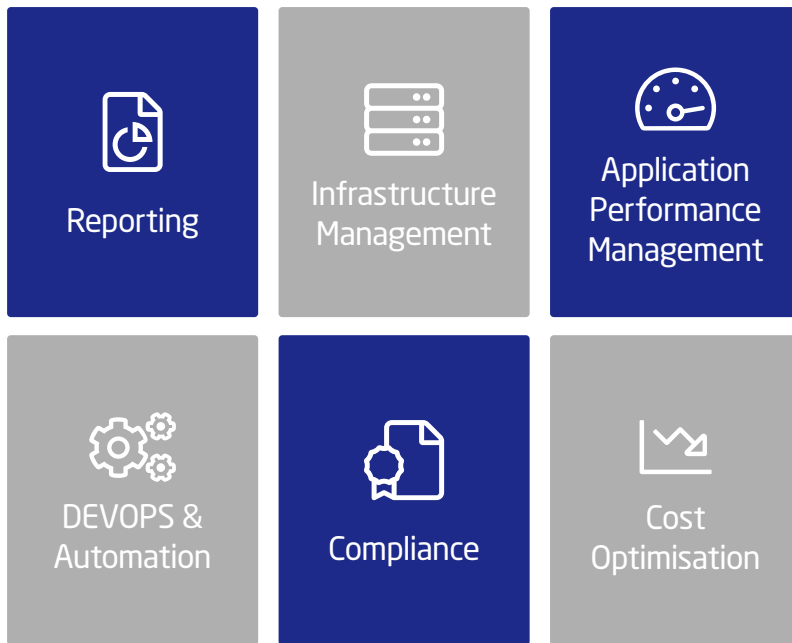 Reporting
Infrastructure
Management
Application
Performance
Management
DEVOPS &
Automation
Compliance
Cost
Optimisation